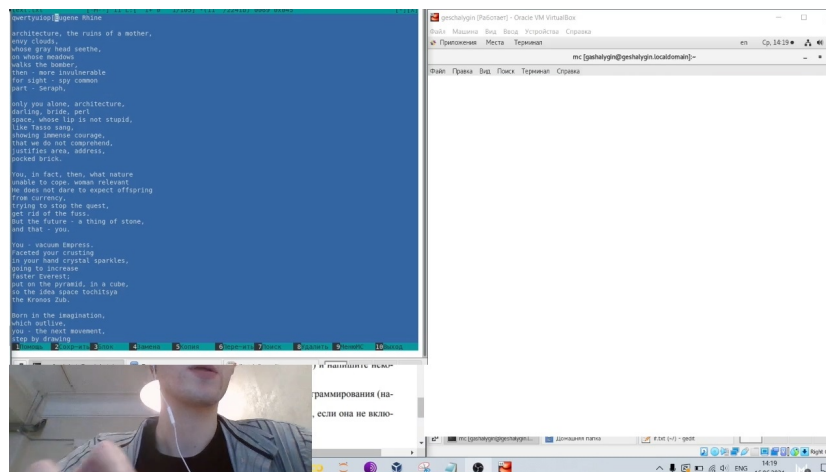 qwertyuiop[]Eugene Rhine
architecture, the ruins of a mother,
envy clouds,
whose gray head seethe,
on whose meadows
walks the bomber,
then - more invulnerable
for sight - spy common
part - Seraph,
only you alone, architecture,
darling, bride, perl
space, whose lip is not stupid,
like Tasso sang,
showing immense courage,
that we do not comprehend,
justifies area, address,
pocked brick.
You, in fact, then, what nature
unable to cope. woman relevant
He does not dare to expect offspring
from currency,
trying to stop the quest,
get rid of the fuss.
But the future - a thing of stone,
and that - you.
You - vacuum Empress.
Faceted your crusting
in your hand crystal sparkles,
going to increase
faster Everest;
put on the pyramid, in a cube,
so the idea space tochitsya
the Kronos Zub.
Born in the imagination,
which outlive,
you - the next movement,
step by drawing
1Помощь 2Сохр~ить 3Блок 4Замена 5Копия 6Пере~ить 7Поиск 8Удалить 9МенюMC 10Выход
) и напишите неко-
граммирования (на-
, если она не вклю-
geschalygin [Работает] - Oracle VM VirtualBox
Файл Машина Вид Ввод Устройства Справка
Приложения Места Терминал en Ср, 14:19
mc [gashalygin@geshalygin.localdomain]:~
Файл Правка Вид Поиск Терминал Справка
Домашняя папка
(~/) - gedit
Right
ENG 14:19